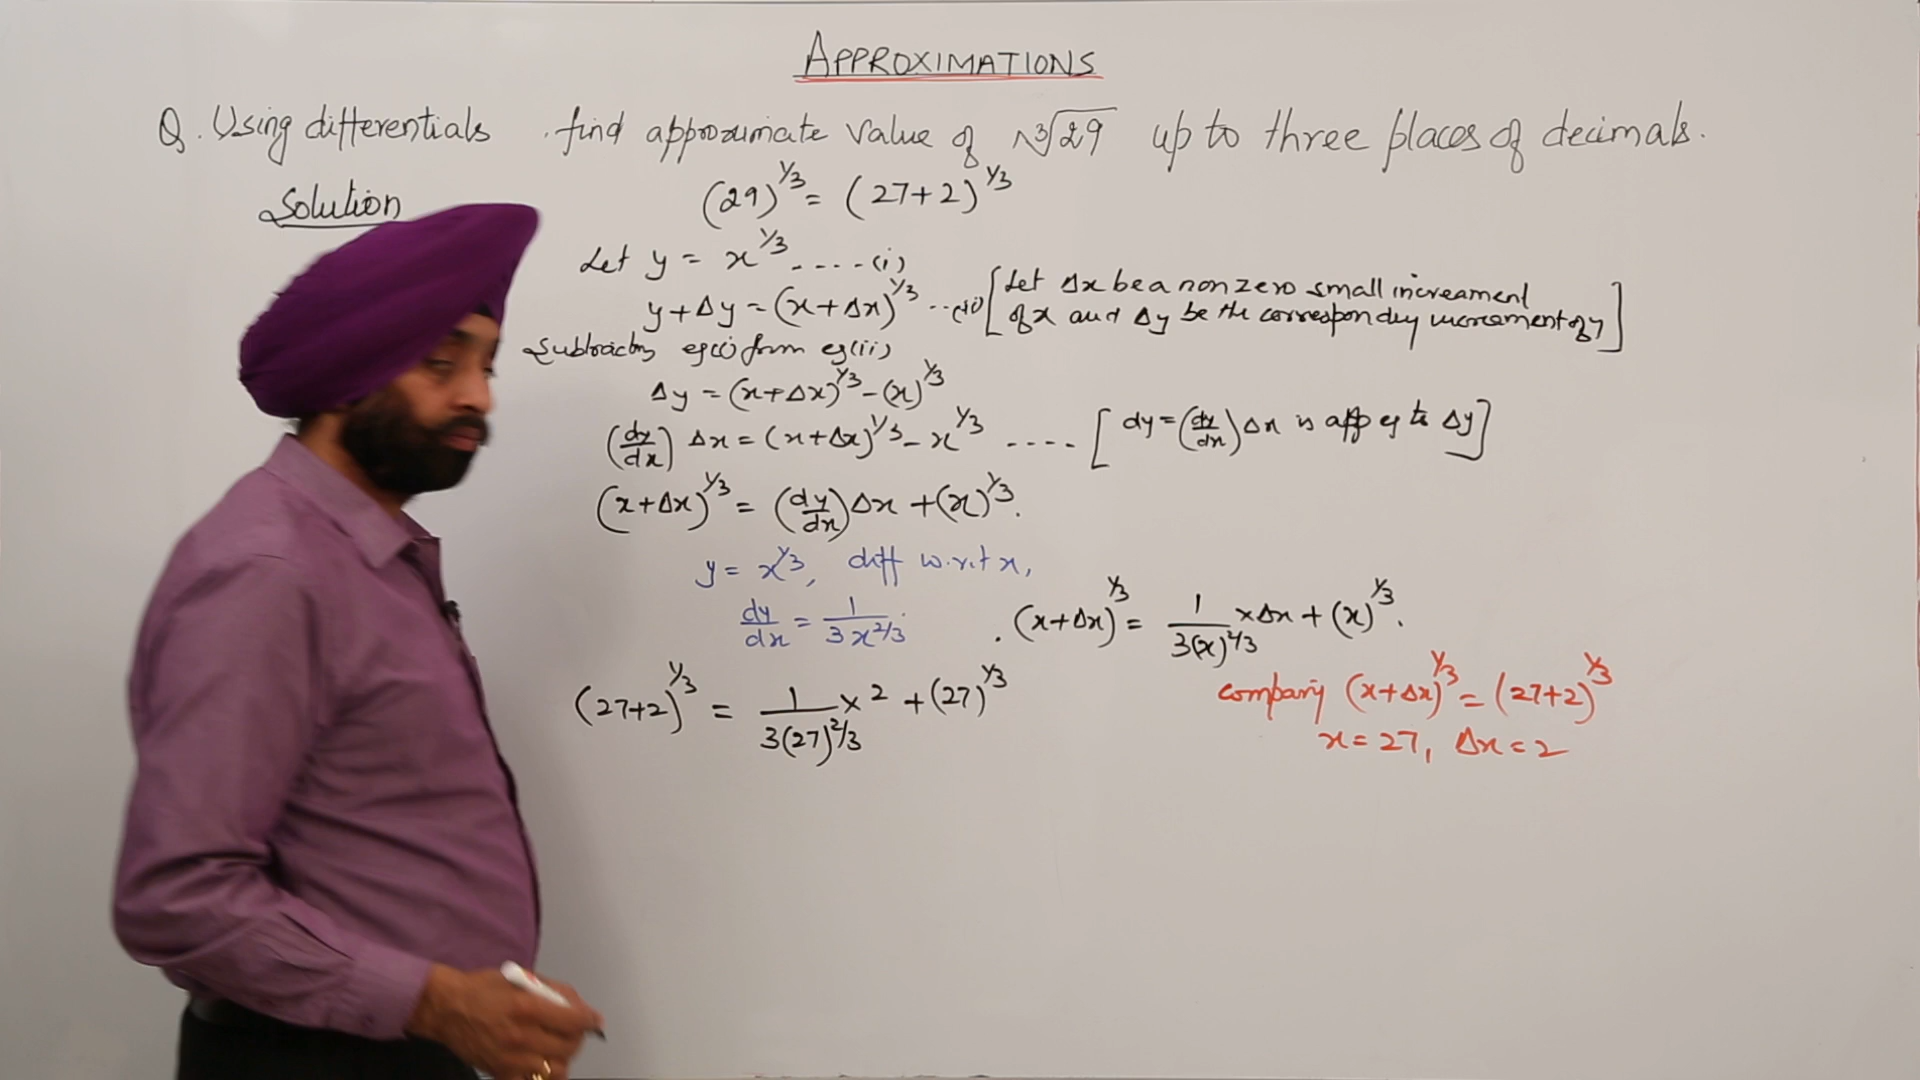 APPROXIMATIONS
Q. Using differentials, find approximate value of ∛29 up to three places of decimals.
Solution
(29)^1/3 = (27+2)^1/3
Let y = x^1/3 ....(i)
y+Δy = (x+Δx)^1/3 ...(ii) [Let Δx be a non zero small increament
of x and Δy be the corresponding increament of y]
Subtracting eq(i) form eq(ii)
Δy = (x+Δx)^1/3 - (x)^1/3
(dy/dx) Δx = (x+Δx)^1/3 - x^1/3 .... [dy = (dy/dx)Δx is app eq to Δy]
(x+Δx)^1/3 = (dy/dx)Δx + (x)^1/3.
y = x^1/3, diff w.r.t x,
dy/dx = 1/3x^2/3
(x+Δx)^1/3 = 1/3(x)^2/3 ×Δx + (x)^1/3.
(27+2)^1/3 = 1/3(27)^2/3 × 2 + (27)^1/3
comparing (x+Δx)^1/3 = (27+2)^1/3
x = 27, Δx = 2